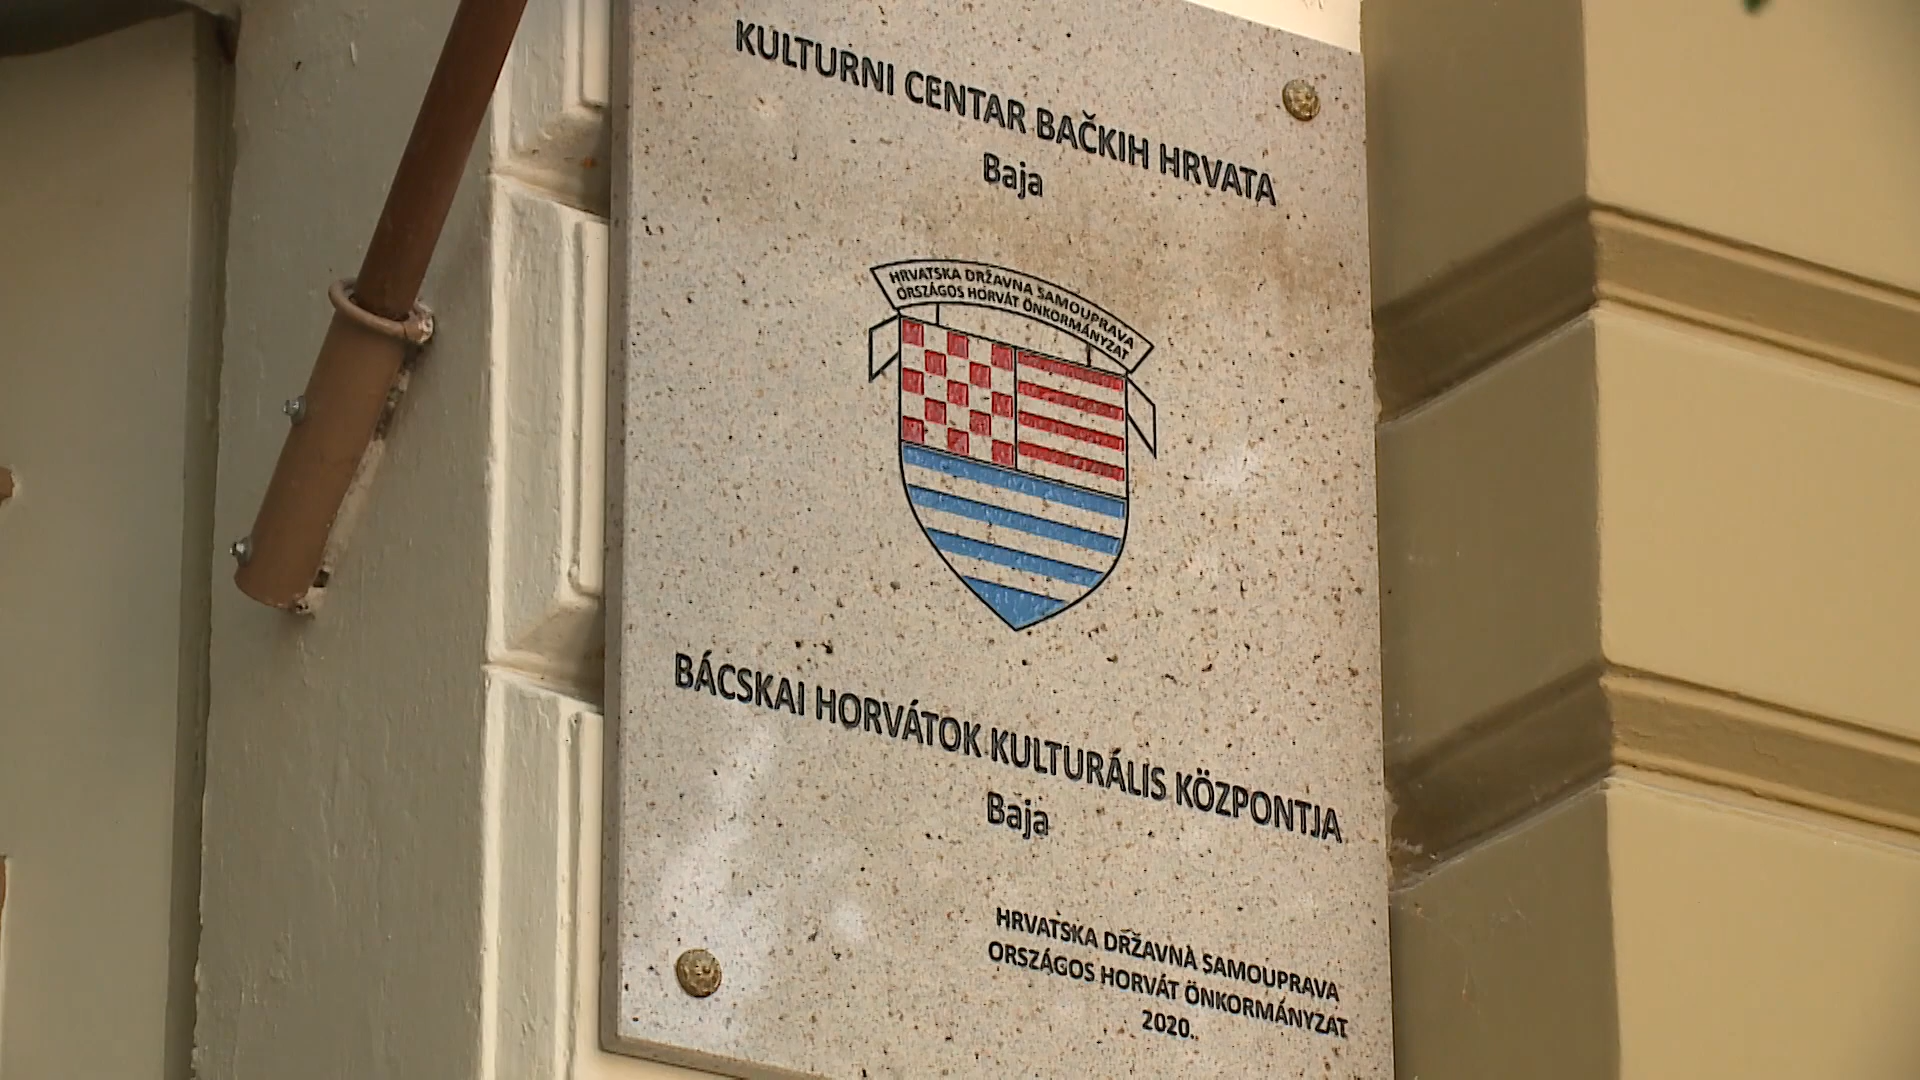 KULTURNI CENTAR BAČKIH HRVATA
Baja
HRVATSKA DRŽAVNA SAMOUPRAVA
ORSZÁGOS HORVÁT ÖNKORMÁNYZAT
BÁCSKAI HORVÁTOK KULTURÁLIS KÖZPONTJA
Baja
HRVATSKA DRŽAVNA SAMOUPRAVA
ORSZÁGOS HORVÁT ÖNKORMÁNYZAT
2020.